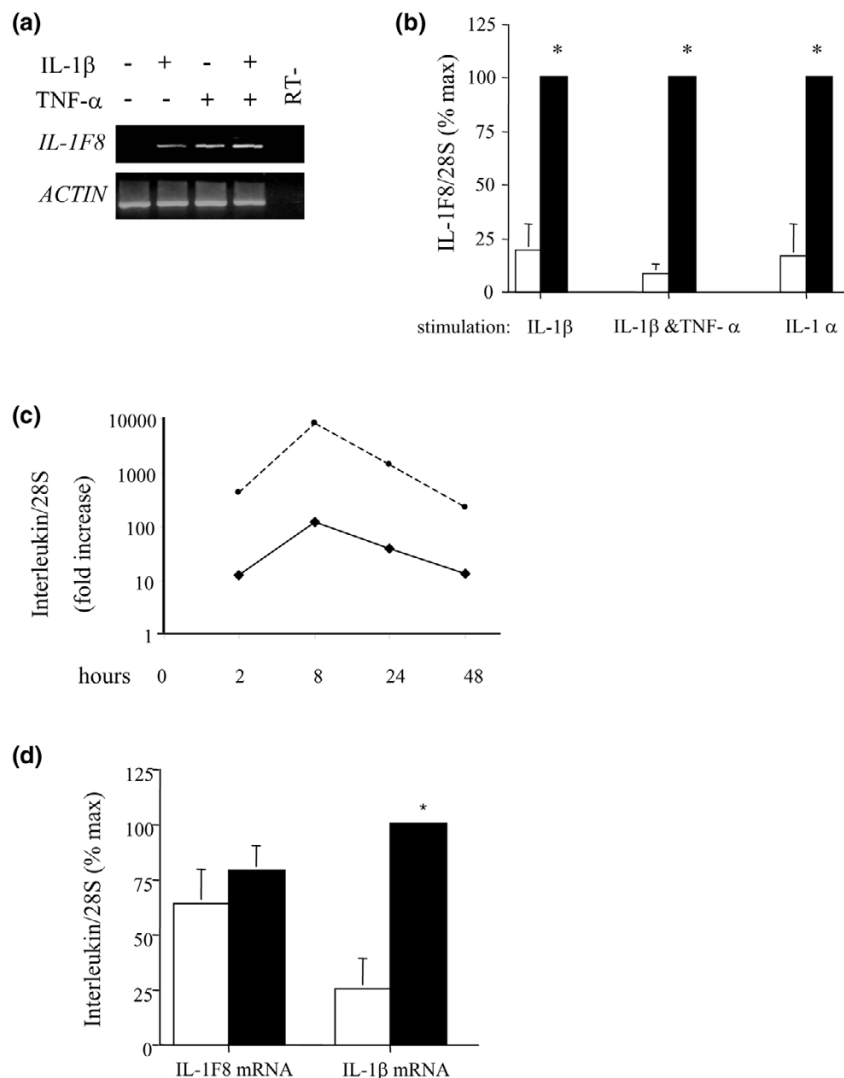 (a)
IL-1β - + - + RT-
TNF-α - - + +
IL-1F8
ACTIN
(b)
IL-1F8/28S (% max)
125
100
75
50
25
0
* * *
stimulation: IL-1β IL-1β &TNF- α IL-1 α
(c)
Interleukin/28S
(fold increase)
10000
1000
100
10
1
hours 0 2 8 24 48
(d)
Interleukin/28S (% max)
125
100
75
50
25
0
*
IL-1F8 mRNA IL-1β mRNA